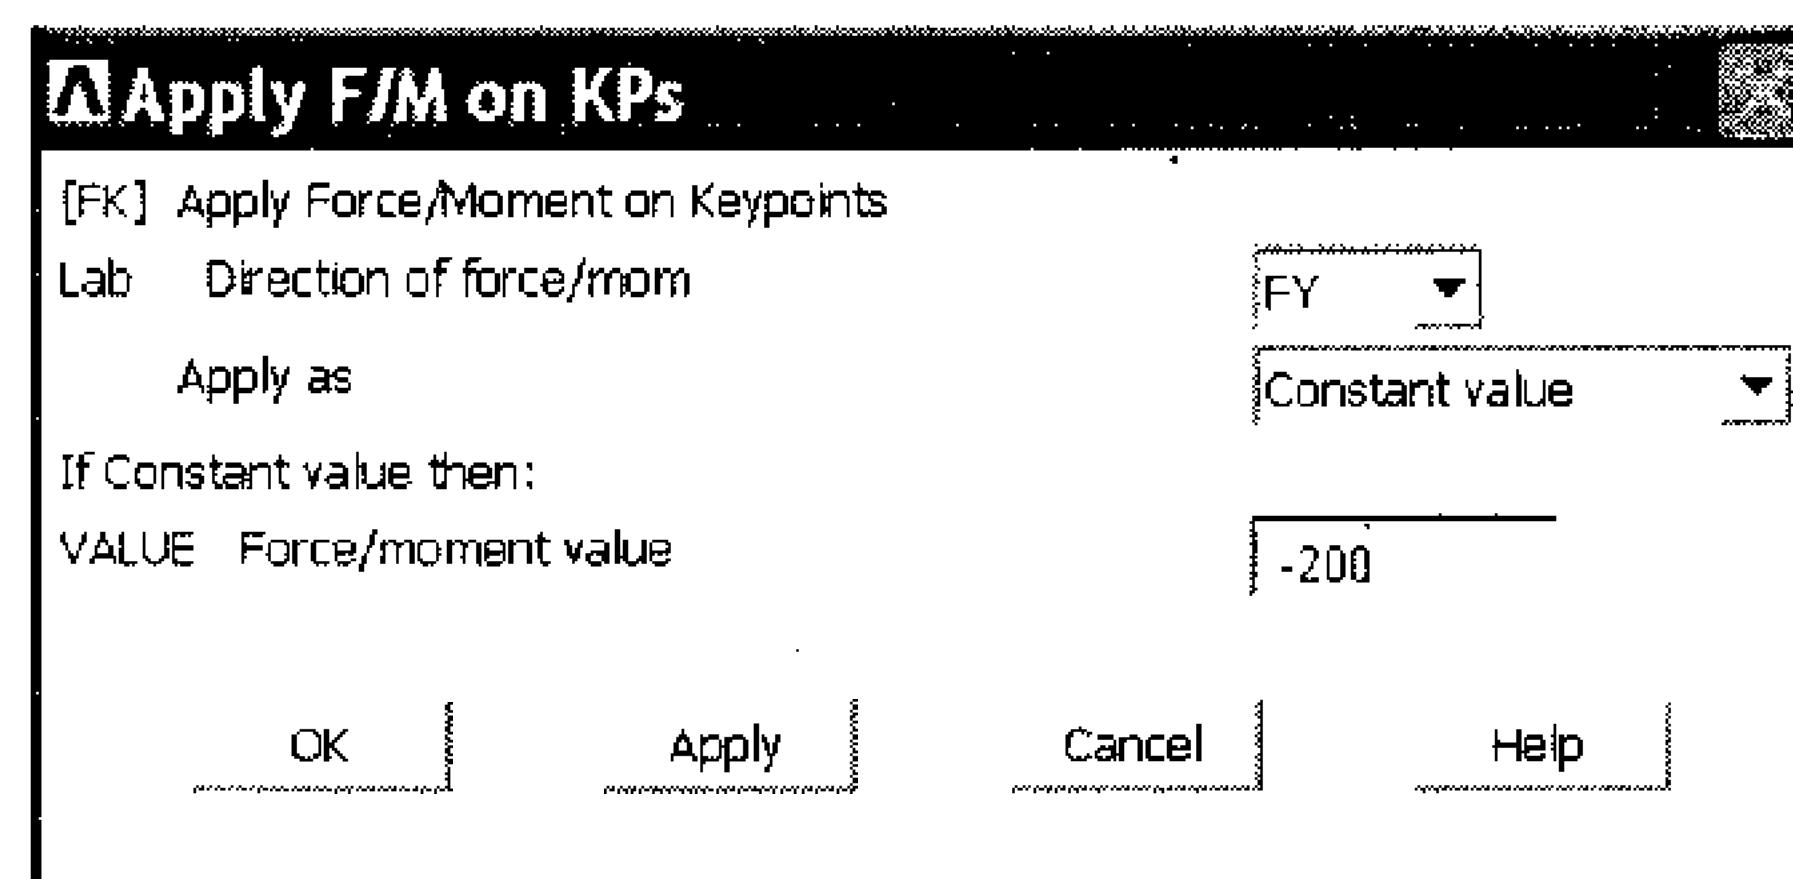 Apply F/M on KPs
[FK] Apply Force/Moment on Keypoints
Lab Direction of force/mom FY
Apply as Constant value
If Constant value then:
VALUE Force/moment value -200
OK Apply Cancel Help